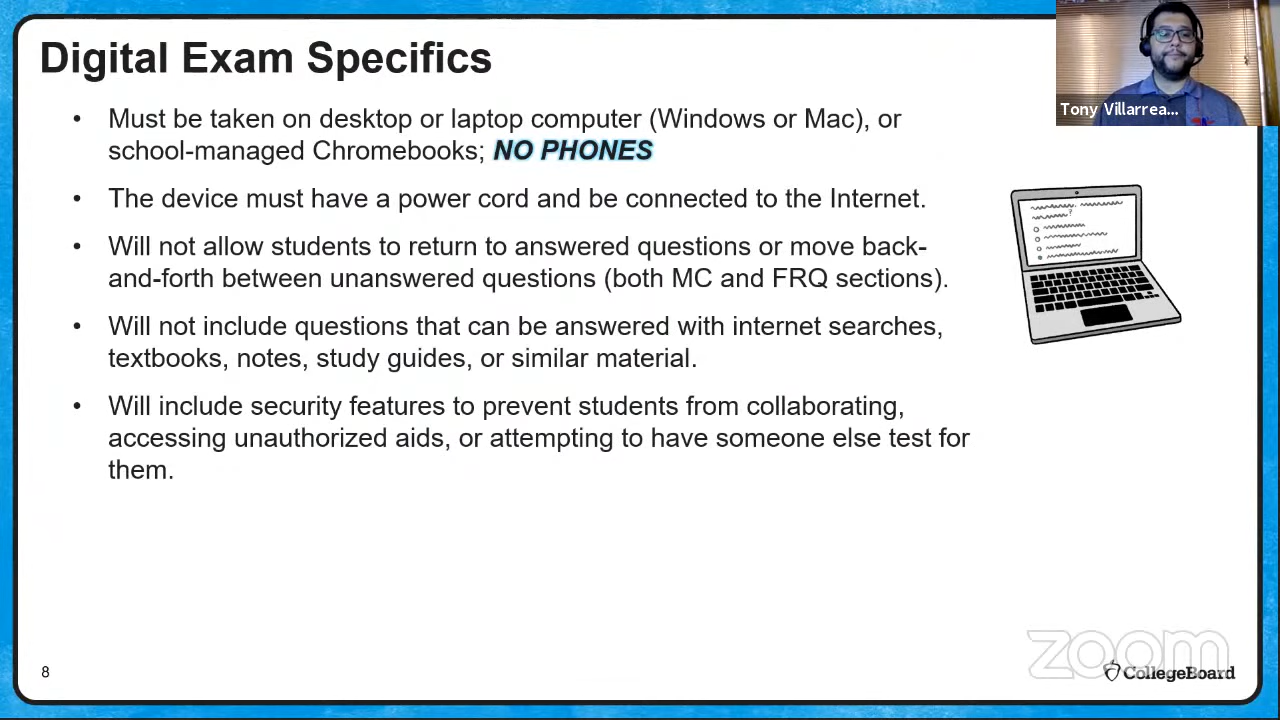 Digital Exam Specifics
• Must be taken on desktop or laptop computer (Windows or Mac), or
school-managed Chromebooks; NO PHONES
• The device must have a power cord and be connected to the Internet.
• Will not allow students to return to answered questions or move back-
and-forth between unanswered questions (both MC and FRQ sections).
• Will not include questions that can be answered with internet searches,
textbooks, notes, study guides, or similar material.
• Will include security features to prevent students from collaborating,
accessing unauthorized aids, or attempting to have someone else test for
them.
Tony Villarrea...
8
zoom
CollegeBoard